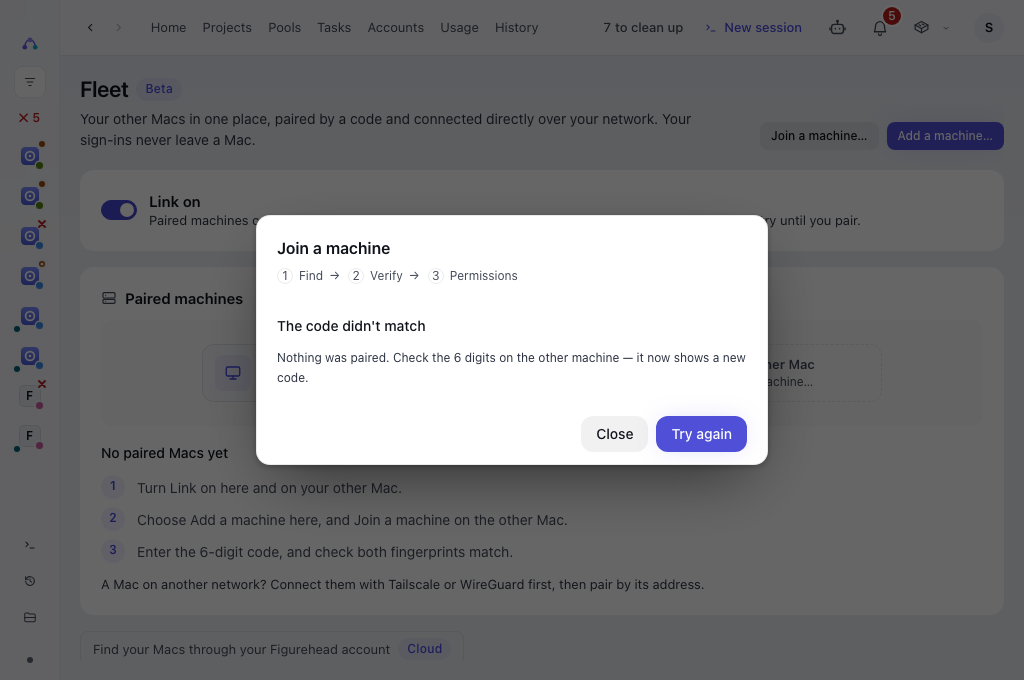 Home Projects Pools Tasks Accounts Usage History 7 to clean up New session 5 S
5
Fleet Beta
Your other Macs in one place, paired by a code and connected directly over your network. Your
sign-ins never leave a Mac.
Join a machine... Add a machine...
Link on
Paired machines
ry until you pair.
Join a machine
1 Find → 2 Verify → 3 Permissions
The code didn't match
Nothing was paired. Check the 6 digits on the other machine — it now shows a new
code.
Close Try again
Paired machines
Mac
F
F
No paired Macs yet
1 Turn Link on here and on your other Mac.
2 Choose Add a machine here, and Join a machine on the other Mac.
3 Enter the 6-digit code, and check both fingerprints match.
A Mac on another network? Connect them with Tailscale or WireGuard first, then pair by its address.
Find your Macs through your Figurehead account Cloud